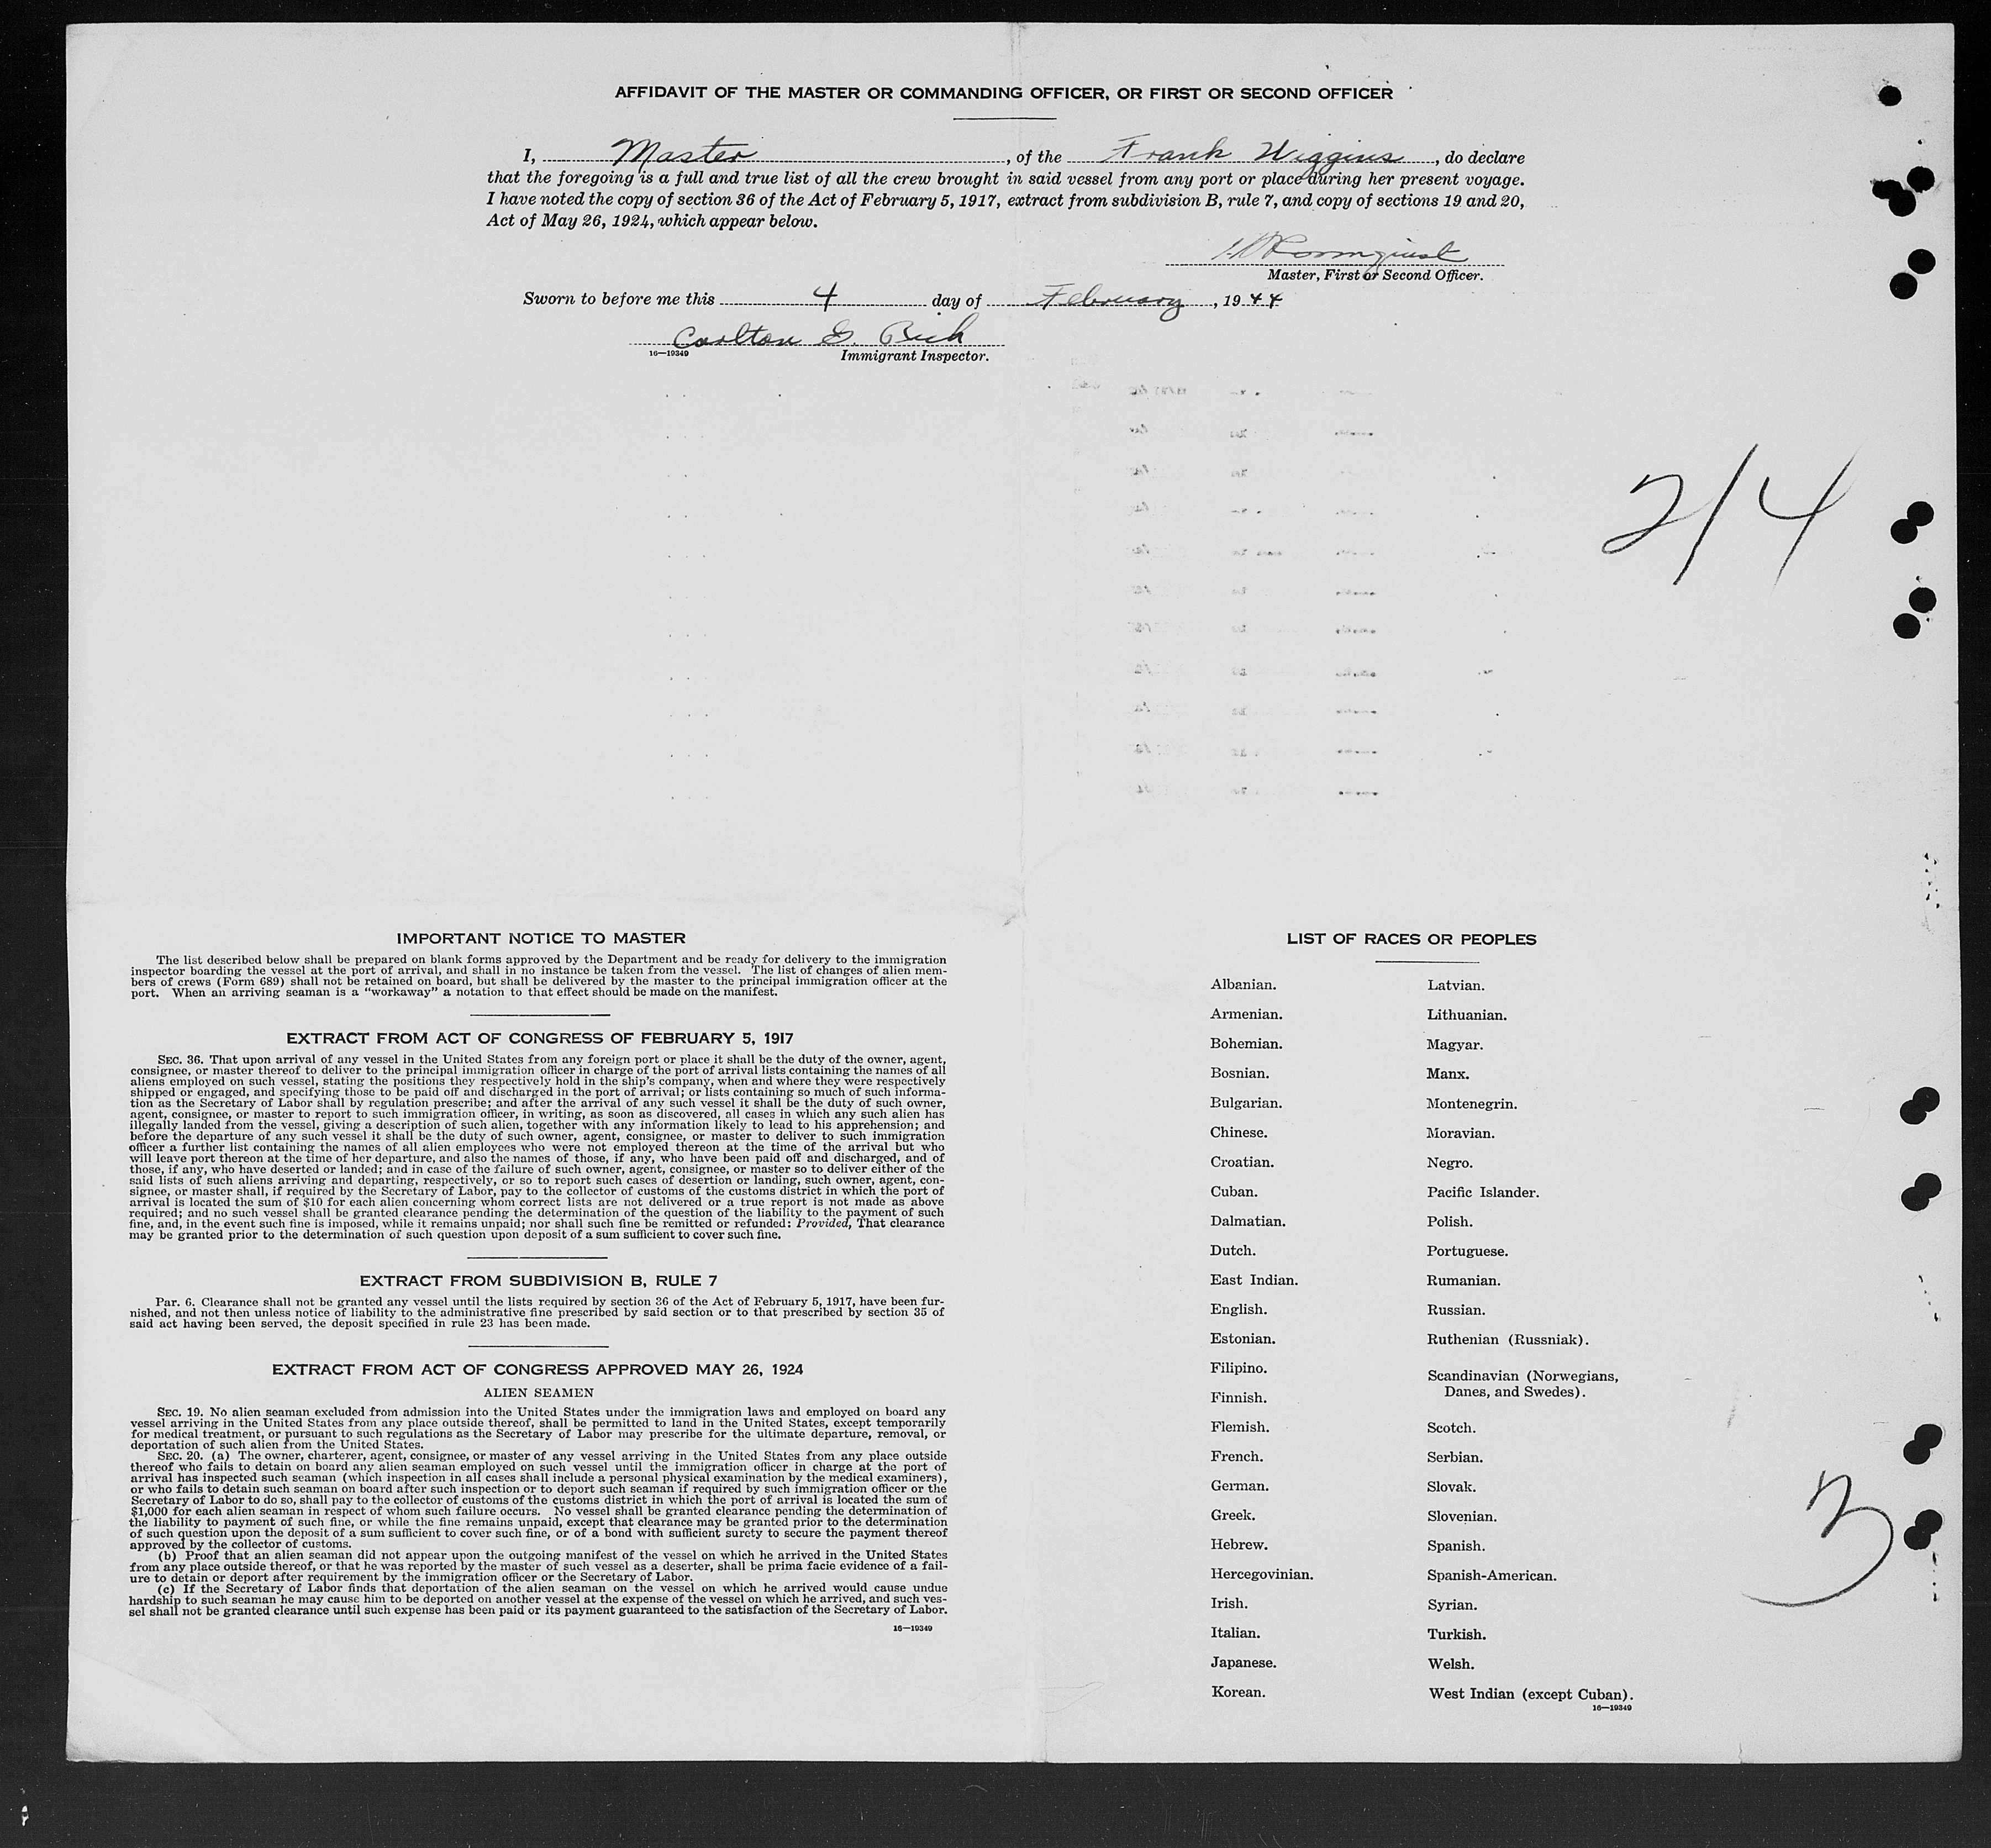 AFFIDAVIT OF THE MASTER OR COMMANDING OFFICER, OR FIRST OR SECOND OFFICER
I, Master, of the Frank Wiggins, do declare
that the foregoing is a full and true list of all the crew brought in said vessel from any port or place during her present voyage.
I have noted the copy of section 36 of the Act of February 5, 1917, extract from subdivision B, rule 7, and copy of sections 19 and 20,
Act of May 26, 1924, which appear below.
Master, First or Second Officer.
Sworn to before me this 4 day of February, 1944
Carlton G.
16—19349 Immigrant Inspector.
2/4
IMPORTANT NOTICE TO MASTER
The list described below shall be prepared on blank forms approved by the Department and be ready for delivery to the immigration
inspector boarding the vessel at the port of arrival, and shall in no instance be taken from the vessel. The list of changes of alien mem-
bers of crews (Form 689) shall not be retained on board, but shall be delivered by the master to the principal immigration officer at the
port. When an arriving seaman is a "workaway" a notation to that effect should be made on the manifest.
EXTRACT FROM ACT OF CONGRESS OF FEBRUARY 5, 1917
SEC. 36. That upon arrival of any vessel in the United States from any foreign port or place it shall be the duty of the owner, agent,
consignee, or master thereof to deliver to the principal immigration officer in charge of the port of arrival lists containing the names of all
aliens employed on such vessel, stating the positions they respectively hold in the ship's company, when and where they were respectively
shipped or engaged, and specifying those to be paid off and discharged in the port of arrival; or lists containing so much of such informa-
tion as the Secretary of Labor shall by regulation prescribe; and after the arrival of any such vessel it shall be the duty of such owner,
agent, consignee, or master to report to such immigration officer, in writing, as soon as discovered, all cases in which any such alien has
illegally landed from the vessel, giving a description of such alien, together with any information likely to lead to his apprehension; and
before the departure of any such vessel it shall be the duty of such owner, agent, consignee, or master to deliver to such immigration
officer a further list containing the names of all alien employees who were not employed thereon at the time of the arrival but who
will leave port thereon at the time of her departure, and also the names of those, if any, who have been paid off and discharged, and of
those, if any, who have deserted or landed; and in case of the failure of such owner, agent, consignee, or master so to deliver either of the
said lists of such aliens arriving and departing, respectively, or so to report such cases of desertion or landing, such owner, agent, con-
signee, or master shall, if required by the Secretary of Labor, pay to the collector of customs of the customs district in which the port of
arrival is located the sum of $10 for each alien concerning whom correct lists are not delivered or a true report is not made as above
required; and no such vessel shall be granted clearance pending the determination of the question of the liability to the payment of such
fine, and, in the event such fine is imposed, while it remains unpaid; nor shall such fine be remitted or refunded: Provided, That clearance
may be granted prior to the determination of such question upon deposit of a sum sufficient to cover such fine.
EXTRACT FROM SUBDIVISION B, RULE 7
Par. 6. Clearance shall not be granted any vessel until the lists required by section 36 of the Act of February 5, 1917, have been fur-
nished, and not then unless notice of liability to the administrative fine prescribed by said section or to that prescribed by section 35 of
said act having been served, the deposit specified in rule 23 has been made.
EXTRACT FROM ACT OF CONGRESS APPROVED MAY 26, 1924
ALIEN SEAMEN
SEC. 19. No alien seaman excluded from admission into the United States under the immigration laws and employed on board any
vessel arriving in the United States from any place outside thereof, shall be permitted to land in the United States, except temporarily
for medical treatment, or pursuant to such regulations as the Secretary of Labor may prescribe for the ultimate departure, removal, or
deportation of such alien from the United States.
SEC. 20. (a) The owner, charterer, agent, consignee, or master of any vessel arriving in the United States from any place outside
thereof who fails to detain on board any alien seaman employed on such vessel until the immigration officer in charge at the port of
arrival has inspected such seaman (which inspection in all cases shall include a personal physical examination by the medical examiners),
or who fails to detain such seaman on board after such inspection or to deport such seaman if required by such immigration officer or the
Secretary of Labor to do so, shall pay to the collector of customs of the customs district in which the port of arrival is located the sum of
$1,000 for each alien seaman in respect of whom such failure occurs. No vessel shall be granted clearance pending the determination of
the liability to payment of such fine, or while the fine remains unpaid, except that clearance may be granted prior to the determination
of such question upon the deposit of a sum sufficient to cover such fine, or of a bond with sufficient surety to secure the payment thereof
approved by the collector of customs.
(b) Proof that an alien seaman did not appear upon the outgoing manifest of the vessel on which he arrived in the United States
from any place outside thereof, or that he was reported by the master of such vessel as a deserter, shall be prima facie evidence of a fail-
ure to detain or deport after requirement by the immigration officer or the Secretary of Labor.
(c) If the Secretary of Labor finds that deportation of the alien seaman on the vessel on which he arrived would cause undue
hardship to such seaman he may cause him to be deported on another vessel at the expense of the vessel on which he arrived, and such ves-
sel shall not be granted clearance until such expense has been paid or its payment guaranteed to the satisfaction of the Secretary of Labor.
16—19349
LIST OF RACES OR PEOPLES
Albanian.
Armenian.
Bohemian.
Bosnian.
Bulgarian.
Chinese.
Croatian.
Cuban.
Dalmatian.
Dutch.
East Indian.
English.
Estonian.
Filipino.
Finnish.
Flemish.
French.
German.
Greek.
Hebrew.
Hercegovinian.
Irish.
Italian.
Japanese.
Korean.
Latvian.
Lithuanian.
Magyar.
Manx.
Montenegrin.
Moravian.
Negro.
Pacific Islander.
Polish.
Portuguese.
Rumanian.
Russian.
Ruthenian (Russniak).
Scandinavian (Norwegians,
Danes, and Swedes).
Scotch.
Serbian.
Slovak.
Slovenian.
Spanish.
Spanish-American.
Syrian.
Turkish.
Welsh.
West Indian (except Cuban).
16—19349
3